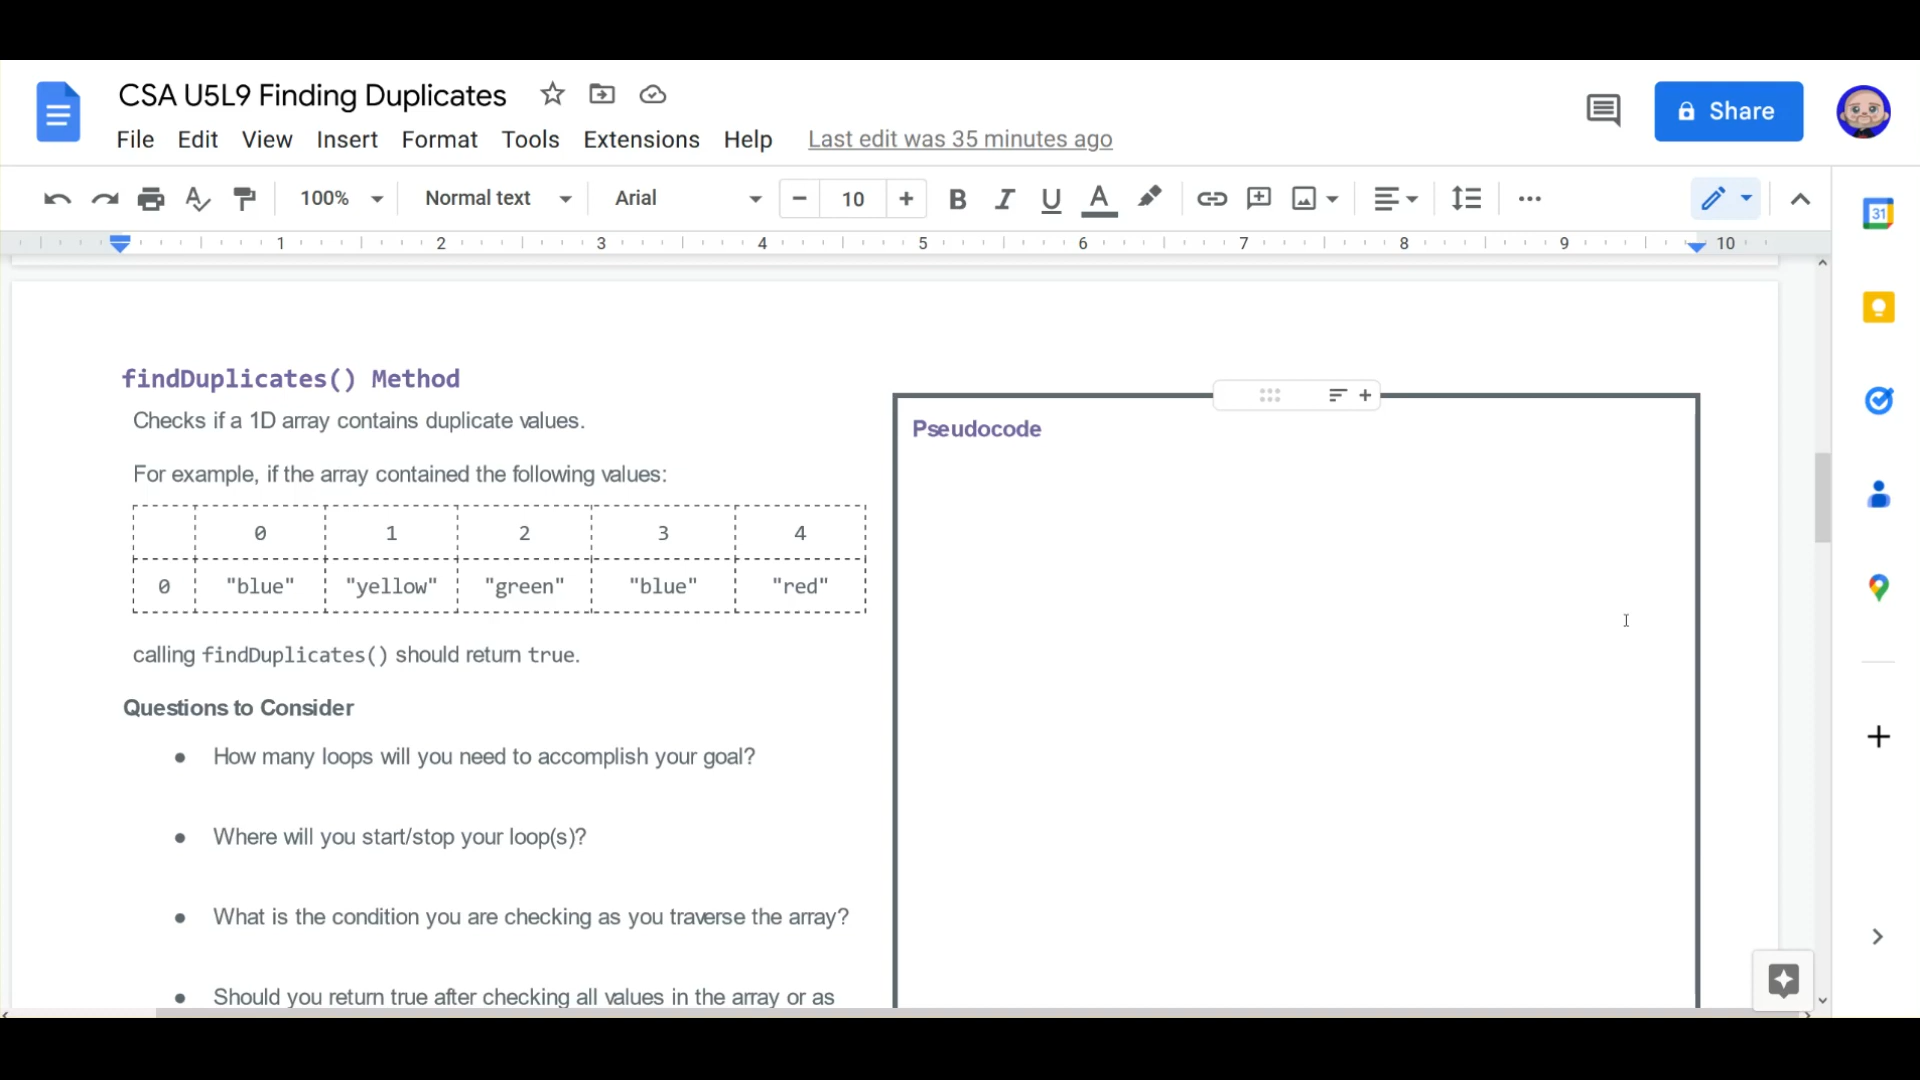 CSA U5L9 Finding Duplicates
Share
File Edit View Insert Format Tools Extensions Help Last edit was 35 minutes ago
100% Normal text Arial 10 B I U A
31
1 2 3 4 5 6 7 8 9 10
findDuplicates() Method
Checks if a 1D array contains duplicate values.
For example, if the array contained the following values:
0 1 2 3 4
0 "blue" "yellow" "green" "blue" "red"
calling findDuplicates() should return true.
Questions to Consider
● How many loops will you need to accomplish your goal?
● Where will you start/stop your loop(s)?
● What is the condition you are checking as you traverse the array?
● Should you return true after checking all values in the array or as
Pseudocode